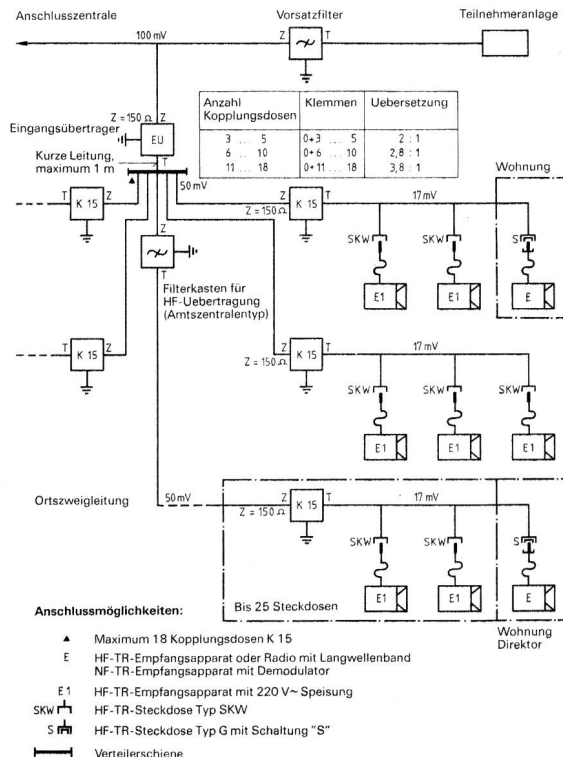 Anschlusszentrale
Vorsatzfilter
Teilnehmeranlage
100 mV
Z
T
Anzahl Kopplungsdosen
Klemmen
Uebersetzung
3 ... 5
0+3 ... 5
2 : 1
6 ... 10
0+6 ... 10
2,8 : 1
11 ... 18
0+11 ... 18
3,8 : 1
Z = 150 Ω
Z
Eingangsübertrager
EU
Kurze Leitung,
maximum 1 m
T
50 mV
Wohnung
T
K 15
Z
Z
K 15
T
17 mV
Z = 150 Ω
SKW
SKW
S
E1
E1
E
Z
T
Filterkasten für
HF-Uebertragung
(Amtszentralentyp)
T
K 15
Z
Z
K 15
T
17 mV
Z = 150 Ω
SKW
SKW
SKW
E1
E1
E1
Ortszweigleitung
50 mV
Z
K 15
T
17 mV
Z = 150 Ω
SKW
SKW
S
E1
E1
E
Bis 25 Steckdosen
Wohnung
Direktor
Anschlussmöglichkeiten:
▲ Maximum 18 Kopplungsdosen K 15
E HF-TR-Empfangsapparat oder Radio mit Langwellenband
NF-TR-Empfangsapparat mit Demodulator
E1 HF-TR-Empfangsapparat mit 220 V~ Speisung
SKW HF-TR-Steckdose Typ SKW
S HF-TR-Steckdose Typ G mit Schaltung "S"
Verteilerschiene